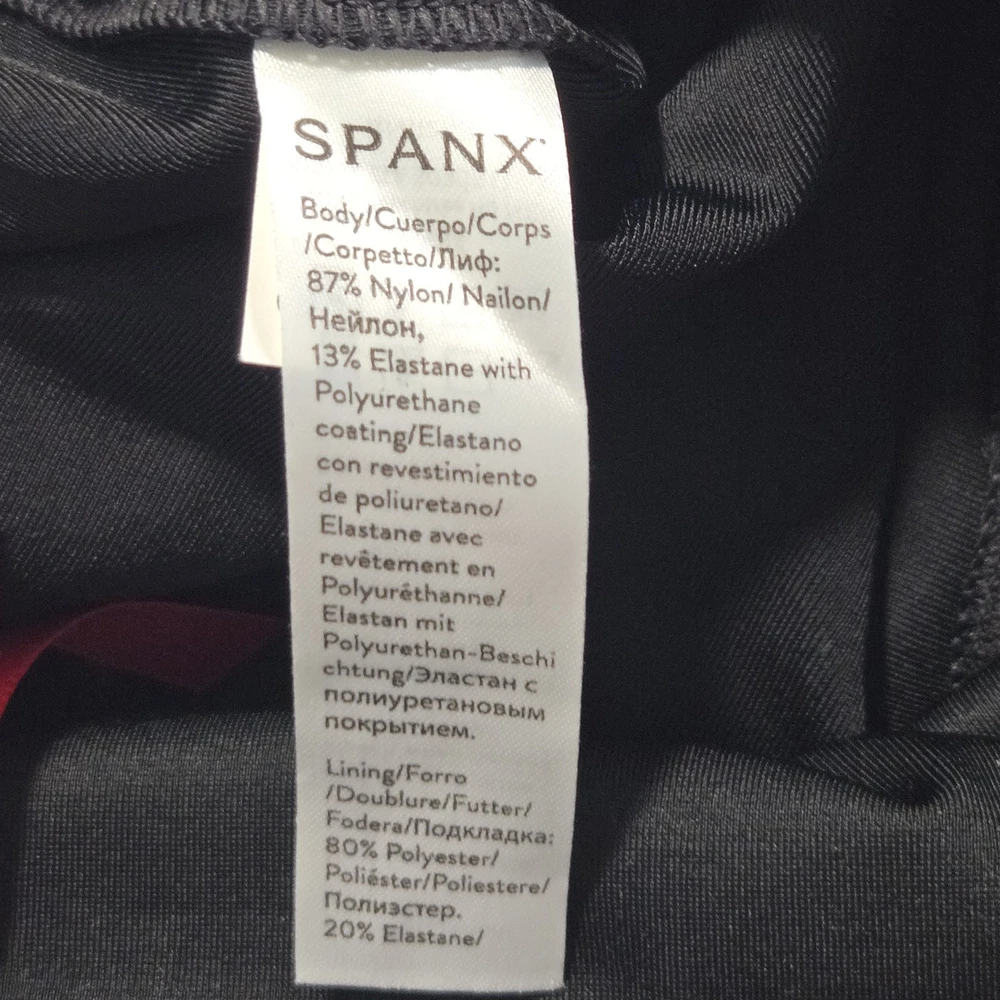 SPANX
Body/Cuerpo/Corps
/Corpetto/Лиф:
87% Nylon/ Nailon/
Нейлон,
13% Elastane with
Polyurethane
coating/Elastano
con revestimiento
de poliuretano/
Elastane avec
revêtement en
Polyuréthanne/
Elastan mit
Polyurethan-Beschi
chtung/Эластан с
полиуретановым
покрытием.
Lining/Forro
/Doublure/Futter/
Fodera/Подкладка:
80% Polyester/
Poliéster/Poliestere/
Полиэстер.
20% Elastane/